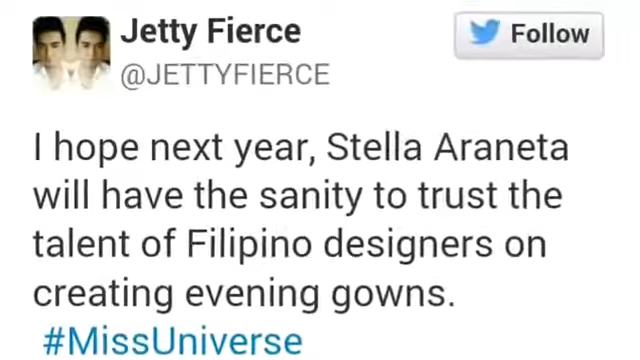 Jetty Fierce
Follow
@JETTYFIERCE
I hope next year, Stella Araneta
will have the sanity to trust the
talent of Filipino designers on
creating evening gowns.
#MissUniverse